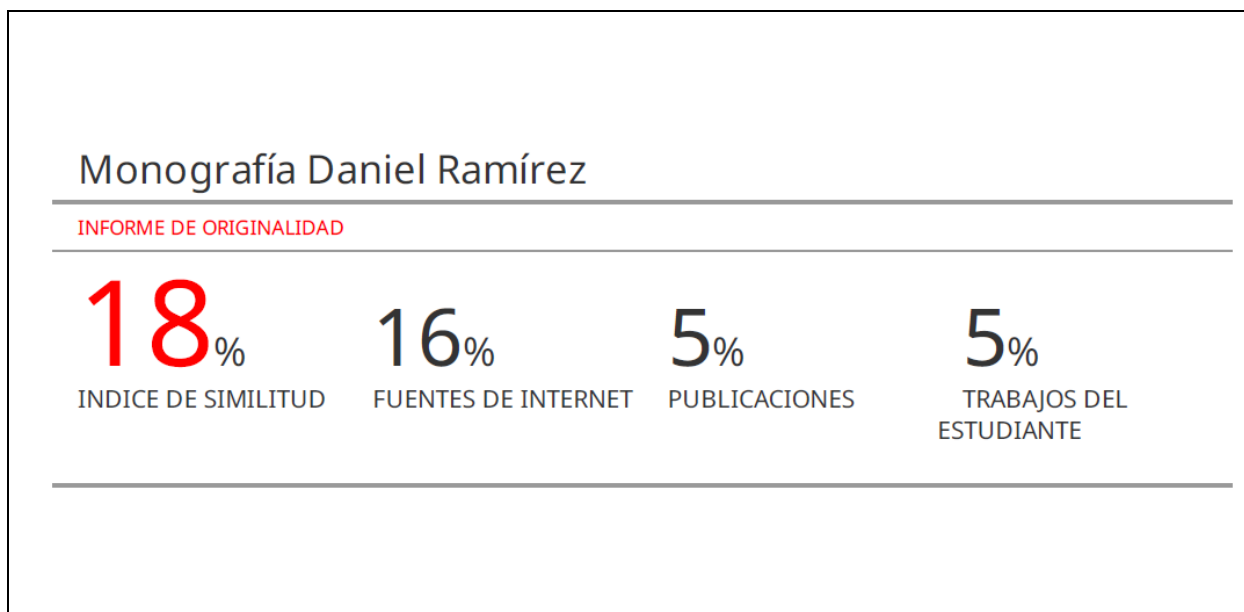 Monografía Daniel Ramírez
INFORME DE ORIGINALIDAD
18% 16% 5% 5%
INDICE DE SIMILITUD FUENTES DE INTERNET PUBLICACIONES TRABAJOS DEL
ESTUDIANTE